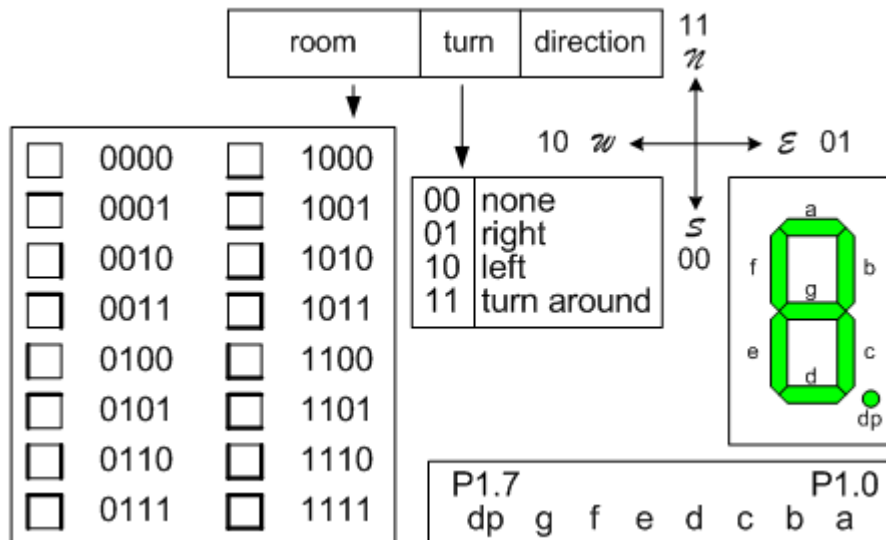 room turn direction
11
N
10 W E 01
S
00
0000 1000
0001 1001
0010 1010
0011 1011
0100 1100
0101 1101
0110 1110
0111 1111
00 none
01 right
10 left
11 turn around
a
f b
g
e c
d
dp
P1.7 P1.0
dp g f e d c b a